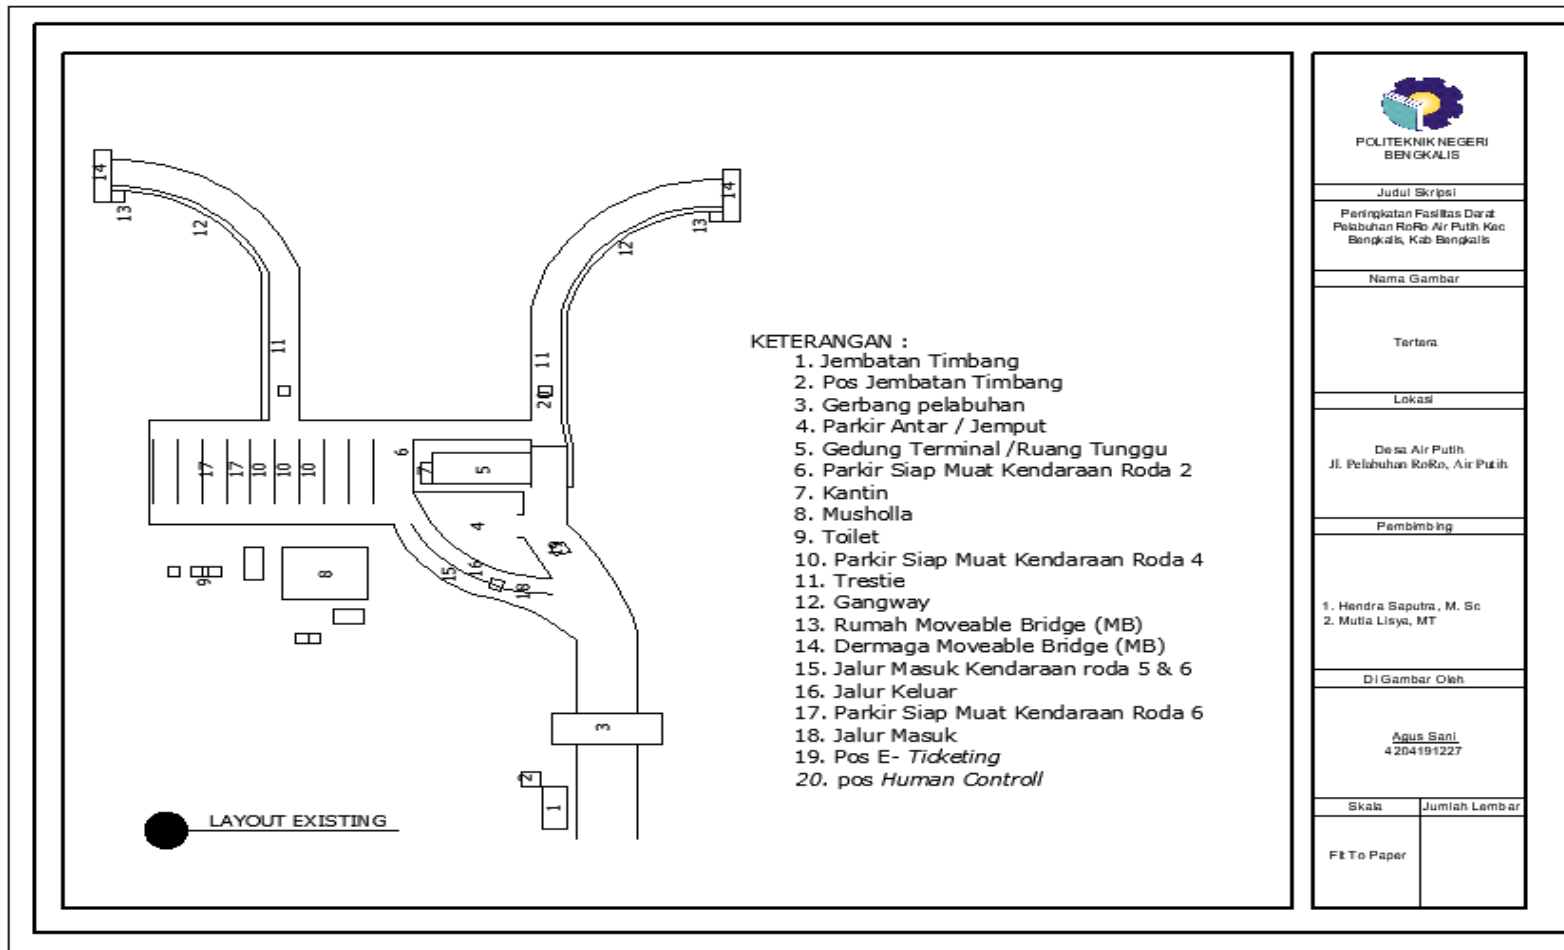 14
13
12
11
14
13
12
11
20
17
17
10
10
10
6
7
5
4
19
16
15
18
9
8
3
2
1
LAYOUT EXISTING
KETERANGAN :
1. Jembatan Timbang
2. Pos Jembatan Timbang
3. Gerbang pelabuhan
4. Parkir Antar / Jemput
5. Gedung Terminal /Ruang Tunggu
6. Parkir Siap Muat Kendaraan Roda 2
7. Kantin
8. Musholla
9. Toilet
10. Parkir Siap Muat Kendaraan Roda 4
11. Trestie
12. Gangway
13. Rumah Moveable Bridge (MB)
14. Dermaga Moveable Bridge (MB)
15. Jalur Masuk Kendaraan roda 5 & 6
16. Jalur Keluar
17. Parkir Siap Muat Kendaraan Roda 6
18. Jalur Masuk
19. Pos E- Ticketing
20. pos Human Controll
POLITEKNIK NEGERI
BENGKALIS
Judul Skripsi
Peningkatan Fasilitas Darat
Pelabuhan RoRo Air Putih Kec
Bengkalis, Kab Bengkalis
Nama Gambar
Tertera
Lokasi
Desa Air Putih
Jl. Pelabuhan RoRo, Air Putih
Pembimbing
1. Hendra Saputra, M. Sc
2. Mutia Lisya, MT
Di Gambar Oleh
Agus Sani
4204191227
Skala
Jumlah Lembar
Fit To Paper